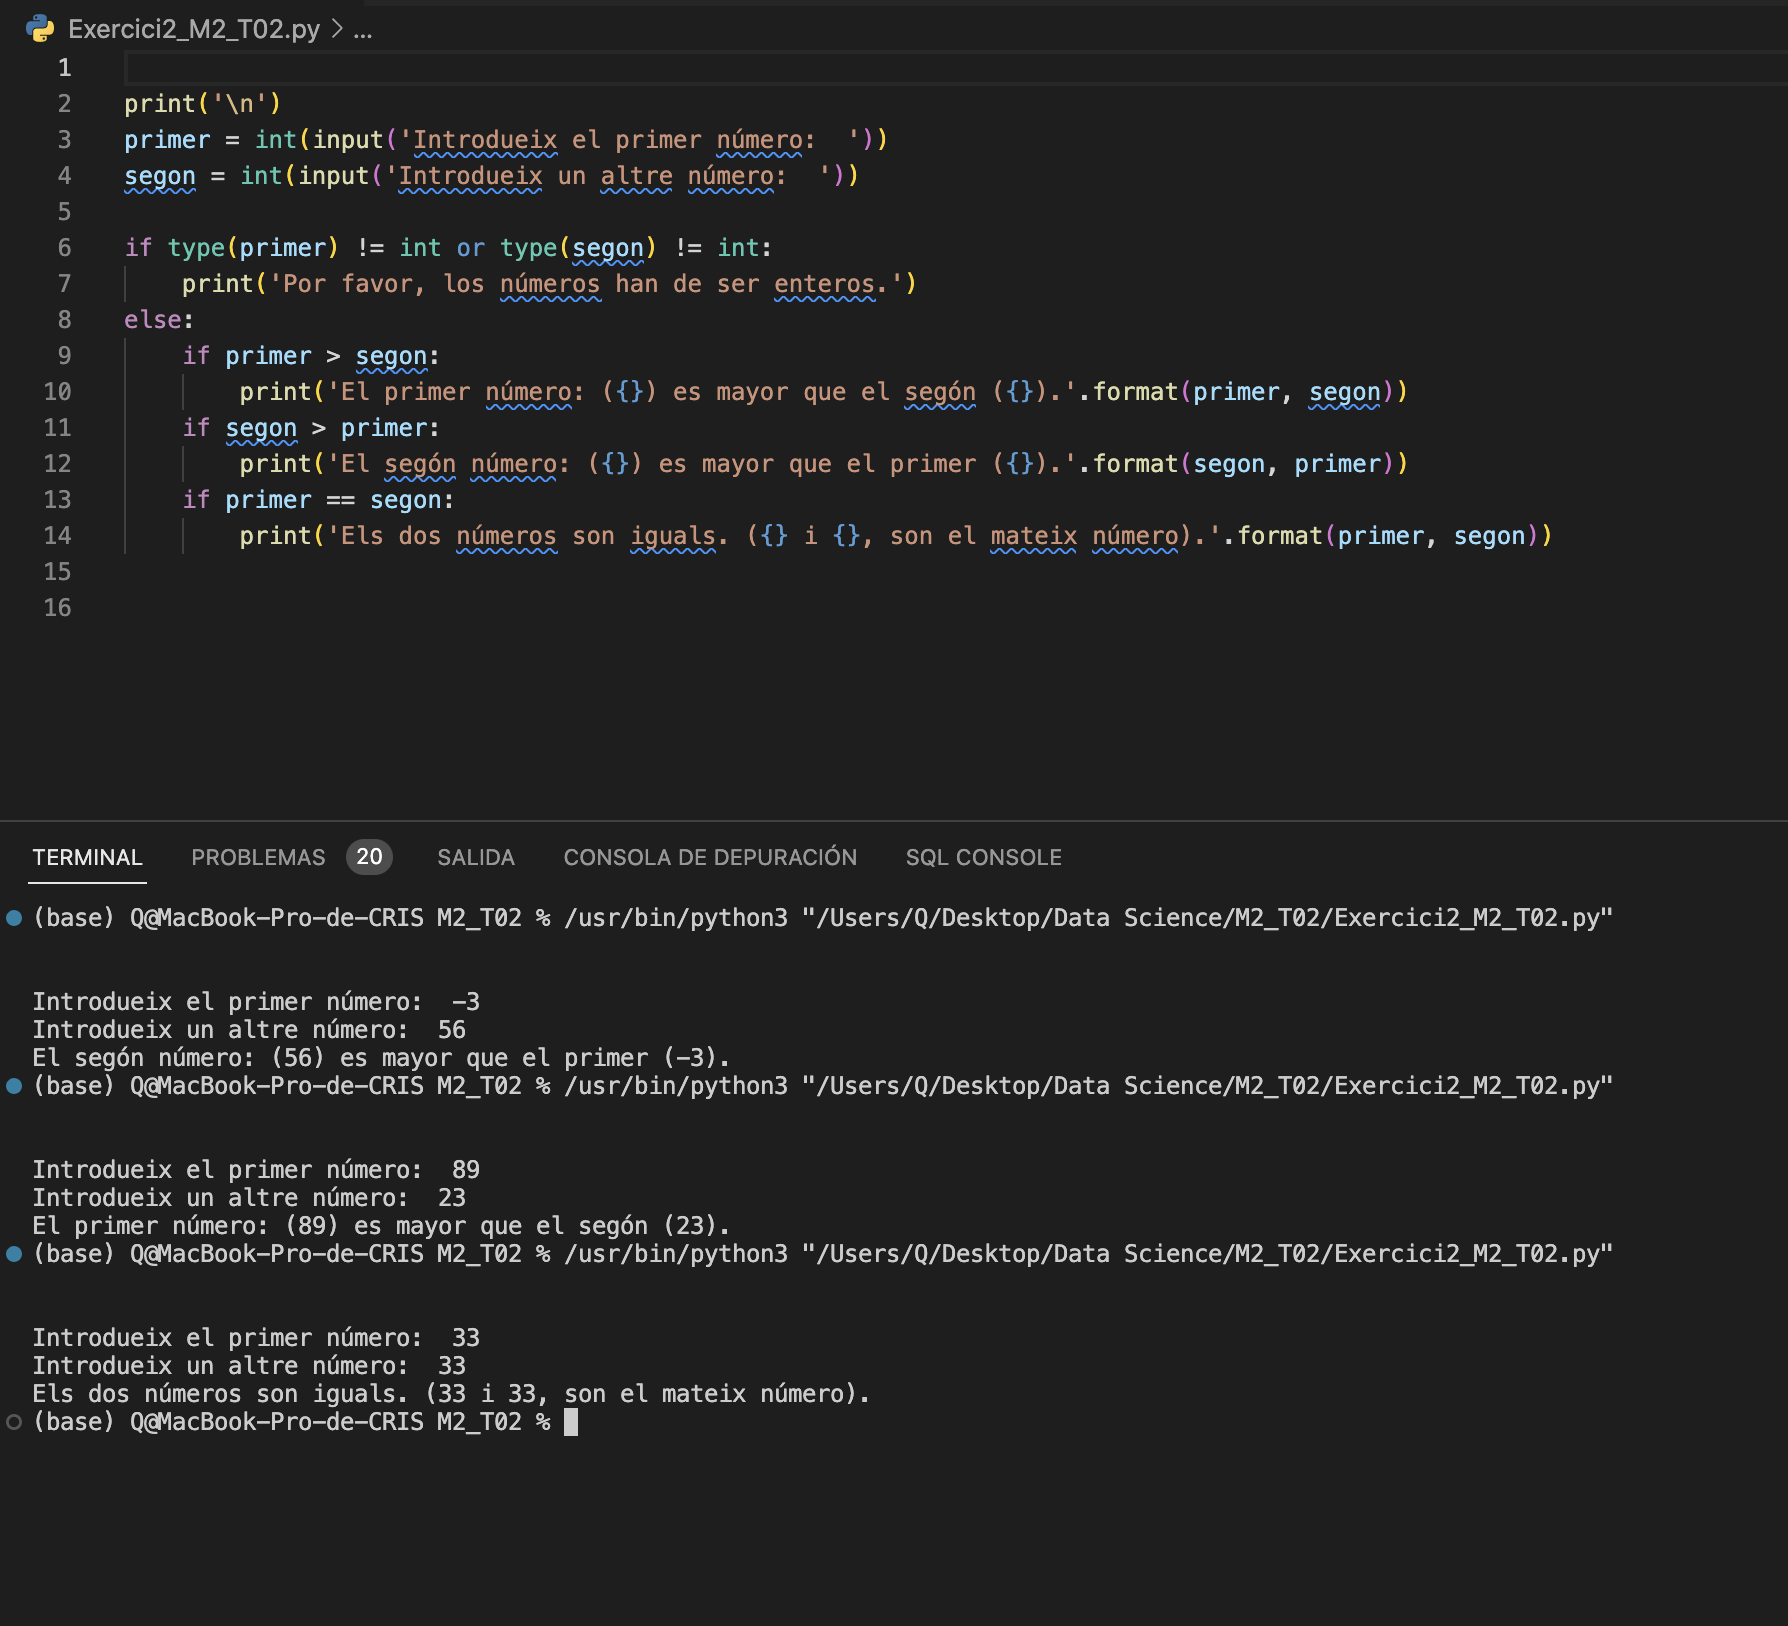 Exercici2_M2_T02.py > ...
1
2 print('\n')
3 primer = int(input('Introdueix el primer número:  '))
4 segon = int(input('Introdueix un altre número:  '))
5
6 if type(primer) != int or type(segon) != int:
7     print('Por favor, los números han de ser enteros.')
8 else:
9     if primer > segon:
10         print('El primer número: ({}) es mayor que el segón ({}).'.format(primer, segon))
11     if segon > primer:
12         print('El segón número: ({}) es mayor que el primer ({}).'.format(segon, primer))
13     if primer == segon:
14         print('Els dos números son iguals. ({} i {}, son el mateix número).'.format(primer, segon))
15
16
TERMINAL PROBLEMAS 20 SALIDA CONSOLA DE DEPURACIÓN SQL CONSOLE
(base) Q@MacBook-Pro-de-CRIS M2_T02 % /usr/bin/python3 "/Users/Q/Desktop/Data Science/M2_T02/Exercici2_M2_T02.py"
Introdueix el primer número:  -3
Introdueix un altre número:  56
El segón número: (56) es mayor que el primer (-3).
(base) Q@MacBook-Pro-de-CRIS M2_T02 % /usr/bin/python3 "/Users/Q/Desktop/Data Science/M2_T02/Exercici2_M2_T02.py"
Introdueix el primer número:  89
Introdueix un altre número:  23
El primer número: (89) es mayor que el segón (23).
(base) Q@MacBook-Pro-de-CRIS M2_T02 % /usr/bin/python3 "/Users/Q/Desktop/Data Science/M2_T02/Exercici2_M2_T02.py"
Introdueix el primer número:  33
Introdueix un altre número:  33
Els dos números son iguals. (33 i 33, son el mateix número).
(base) Q@MacBook-Pro-de-CRIS M2_T02 %